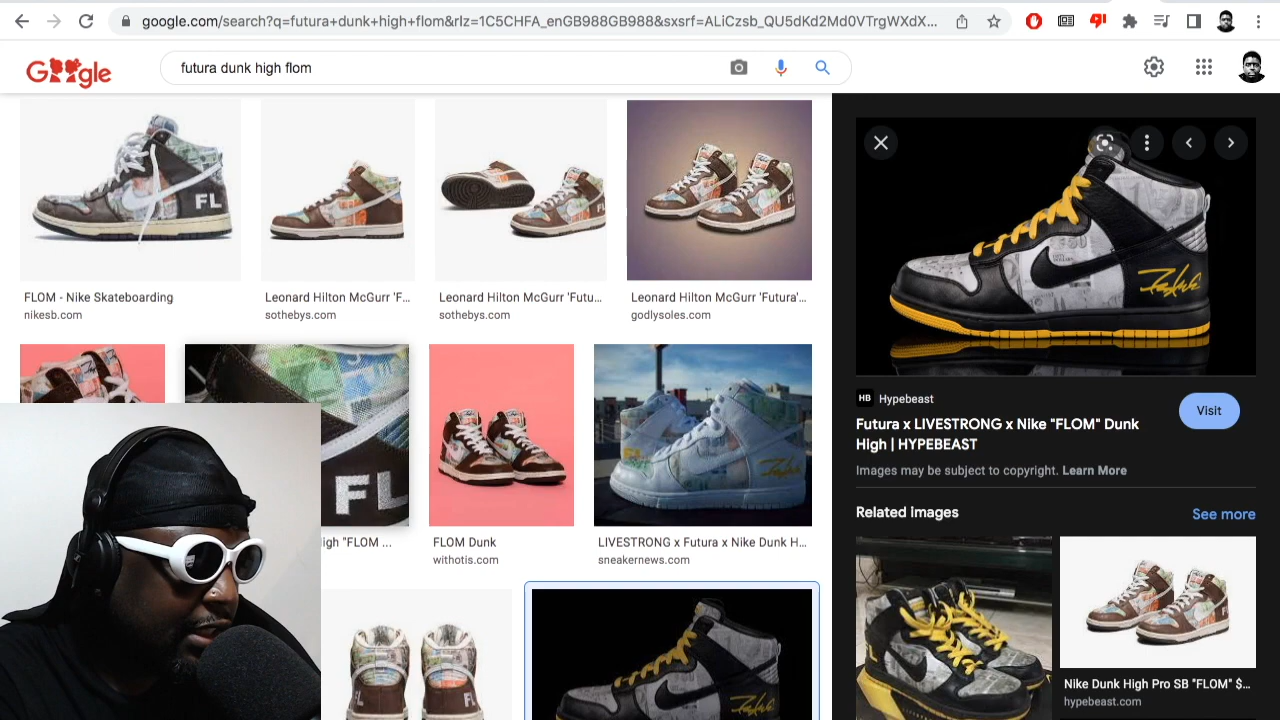 google.com/search?q=futura+dunk+high+flom&rlz=1C5CHFA_enGB988GB988&sxsrf=ALiCzsb_QU5dKd2Md0VTrgWXdX...
Google
futura dunk high flom
FL
FL
FLOM - Nike Skateboarding
nikesb.com
Leonard Hilton McGurr 'F...
sothebys.com
Leonard Hilton McGurr 'Futu...
sothebys.com
Leonard Hilton McGurr 'Futura'...
godlysoles.com
HB Hypebeast
Visit
Futura x LIVESTRONG x Nike "FLOM" Dunk
High | HYPEBEAST
Images may be subject to copyright. Learn More
FL
igh "FLOM ...
FLOM Dunk
withotis.com
LIVESTRONG x Futura x Nike Dunk H...
sneakernews.com
Related images
See more
Nike Dunk High Pro SB "FLOM" $...
hypebeast.com